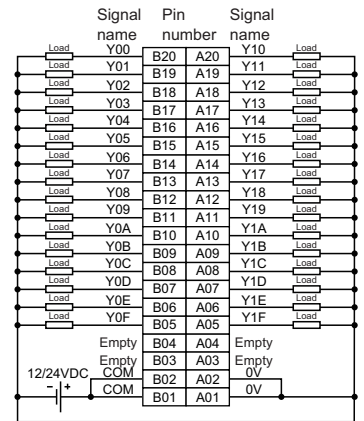 Signal Pin Signal
name number name
Load Y00 B20 A20 Y10 Load
Load Y01 B19 A19 Y11 Load
Load Y02 B18 A18 Y12 Load
Load Y03 B17 A17 Y13 Load
Load Y04 B16 A16 Y14 Load
Load Y05 B15 A15 Y15 Load
Load Y06 B14 A14 Y16 Load
Load Y07 B13 A13 Y17 Load
Load Y08 B12 A12 Y18 Load
Load Y09 B11 A11 Y19 Load
Load Y0A B10 A10 Y1A Load
Load Y0B B09 A09 Y1B Load
Load Y0C B08 A08 Y1C Load
Load Y0D B07 A07 Y1D Load
Load Y0E B06 A06 Y1E Load
Load Y0F B05 A05 Y1F Load
Empty B04 A04 Empty
Empty B03 A03 Empty
12/24VDC COM B02 A02 0V
- + COM B01 A01 0V